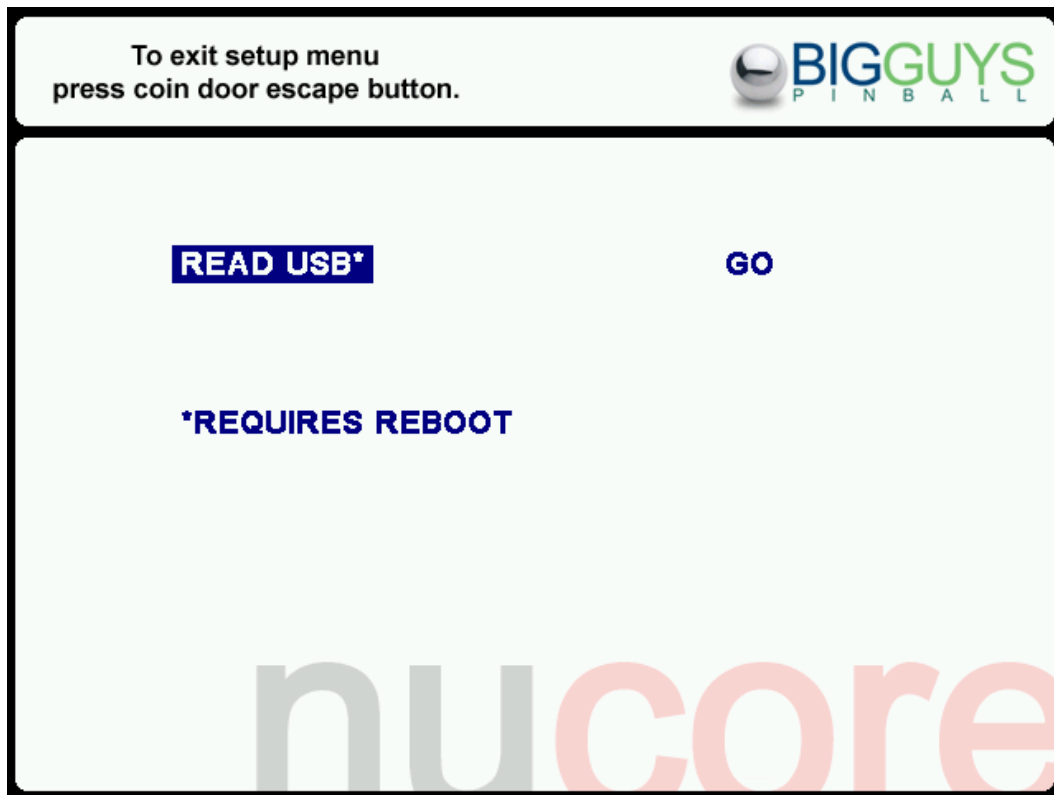 To exit setup menu
press coin door escape button.
BIGGUYS
PINBALL
READ USB* GO
*REQUIRES REBOOT
nucore